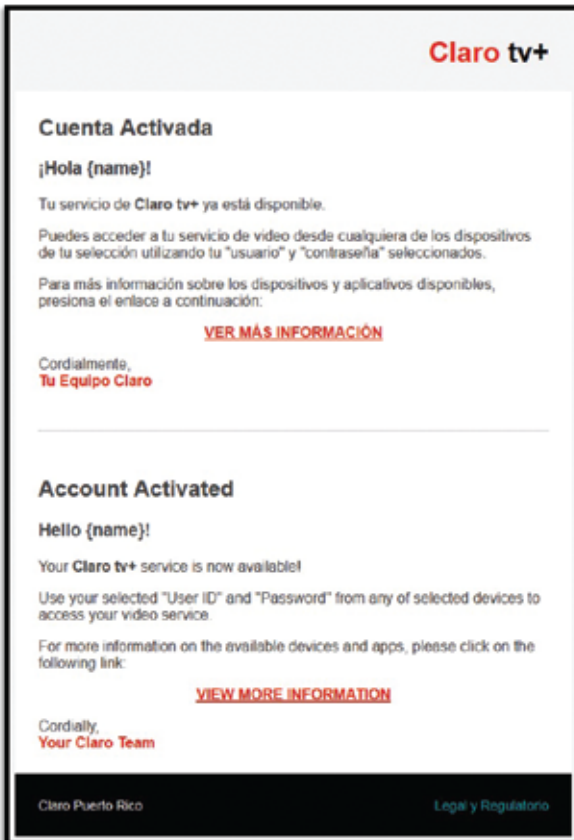 Claro tv+
Cuenta Activada
¡Hola {name}!
Tu servicio de Claro tv+ ya está disponible.
Puedes acceder a tu servicio de video desde cualquiera de los dispositivos
de tu selección utilizando tu "usuario" y "contraseña" seleccionados.
Para más información sobre los dispositivos y aplicativos disponibles,
presiona el enlace a continuación:
VER MÁS INFORMACIÓN
Cordialmente,
Tu Equipo Claro
Account Activated
Hello {name}!
Your Claro tv+ service is now available!
Use your selected "User ID" and "Password" from any of selected devices to
access your video service.
For more information on the available devices and apps, please click on the
following link:
VIEW MORE INFORMATION
Cordially,
Your Claro Team
Claro Puerto Rico
Legal y Regulatorio